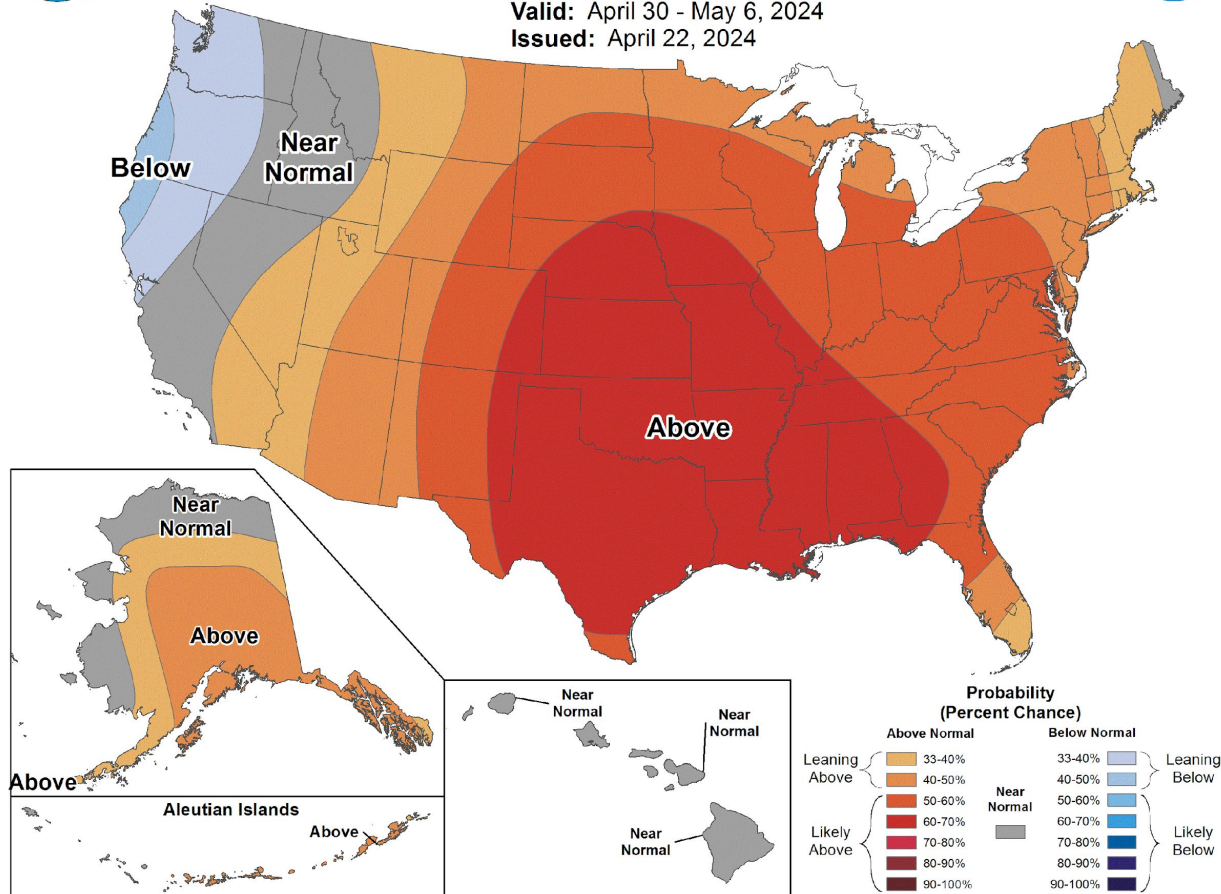 Valid: April 30 - May 6, 2024
Issued: April 22, 2024
Below
Near
Normal
Above
Near
Normal
Above
Above
Aleutian Islands
Above
Near
Normal
Near
Normal
Near
Normal
Probability
(Percent Chance)
Above Normal
Below Normal
Leaning
Above
33-40%
40-50%
50-60%
60-70%
70-80%
80-90%
90-100%
Likely
Above
Near
Normal
33-40%
40-50%
50-60%
60-70%
70-80%
80-90%
90-100%
Leaning
Below
Likely
Below